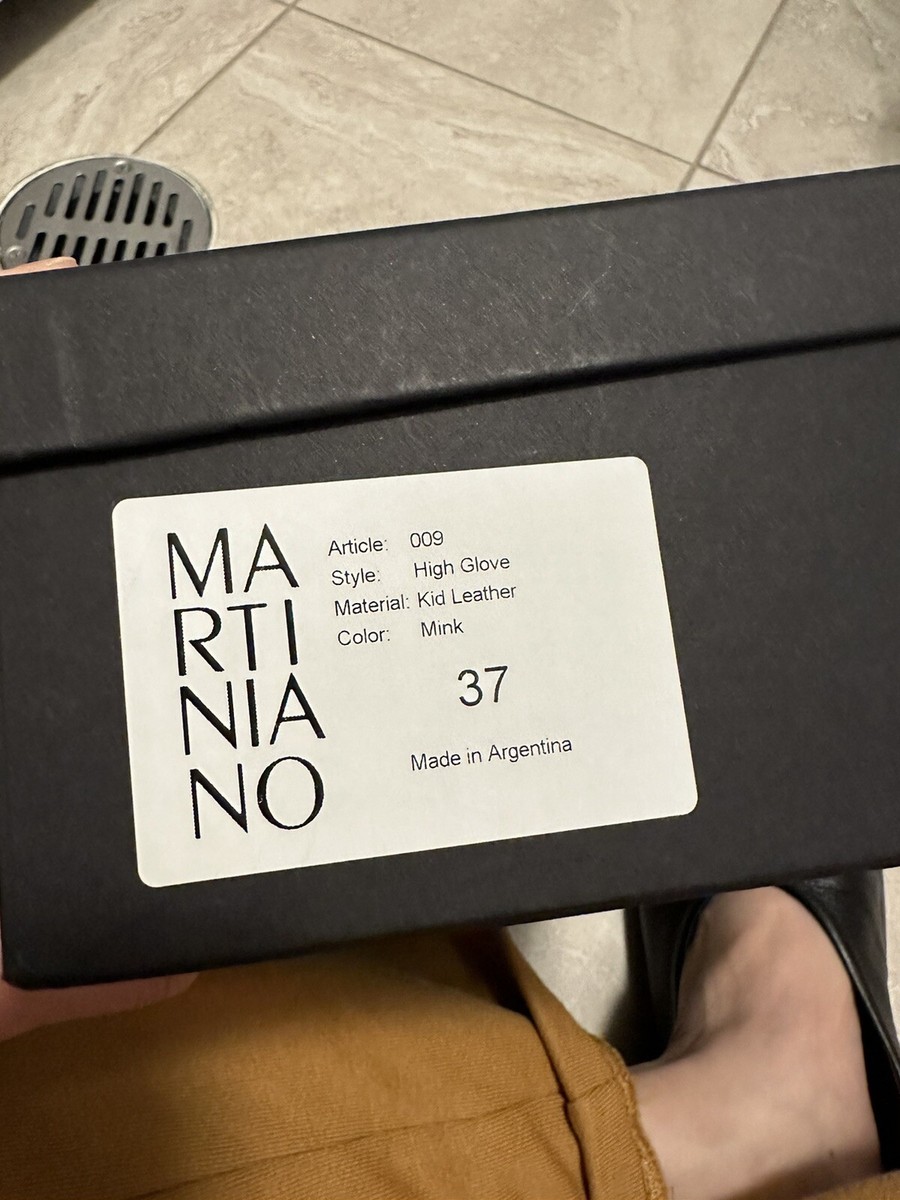 MA
RTI
NIA
NO
Article: 009
Style: High Glove
Material: Kid Leather
Color: Mink
37
Made in Argentina